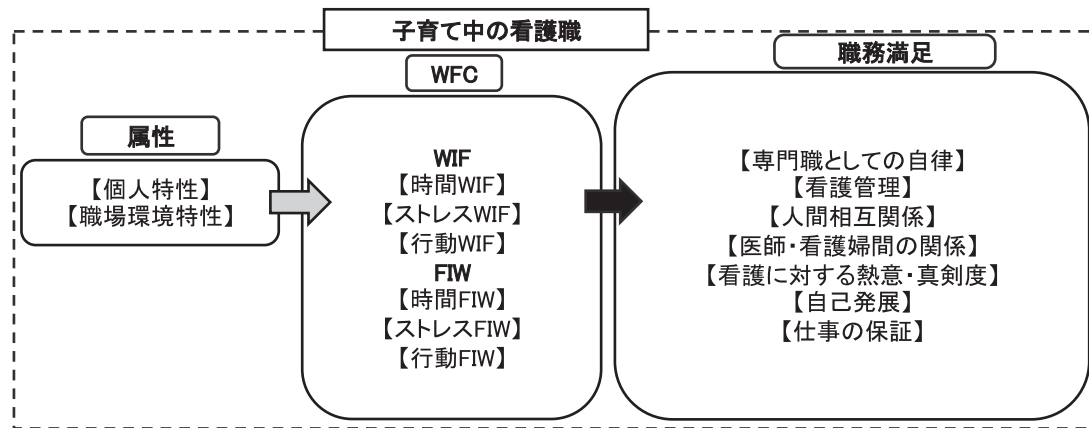 子育て中の看護職
属性
【個人特性】
【職場環境特性】
WFC
WIF
【時間WIF】
【ストレスWIF】
【行動WIF】
FIW
【時間FIW】
【ストレスFIW】
【行動FIW】
職務満足
【専門職としての自律】
【看護管理】
【人間相互関係】
【医師・看護婦間の関係】
【看護に対する熱意・真剣度】
【自己発展】
【仕事の保証】